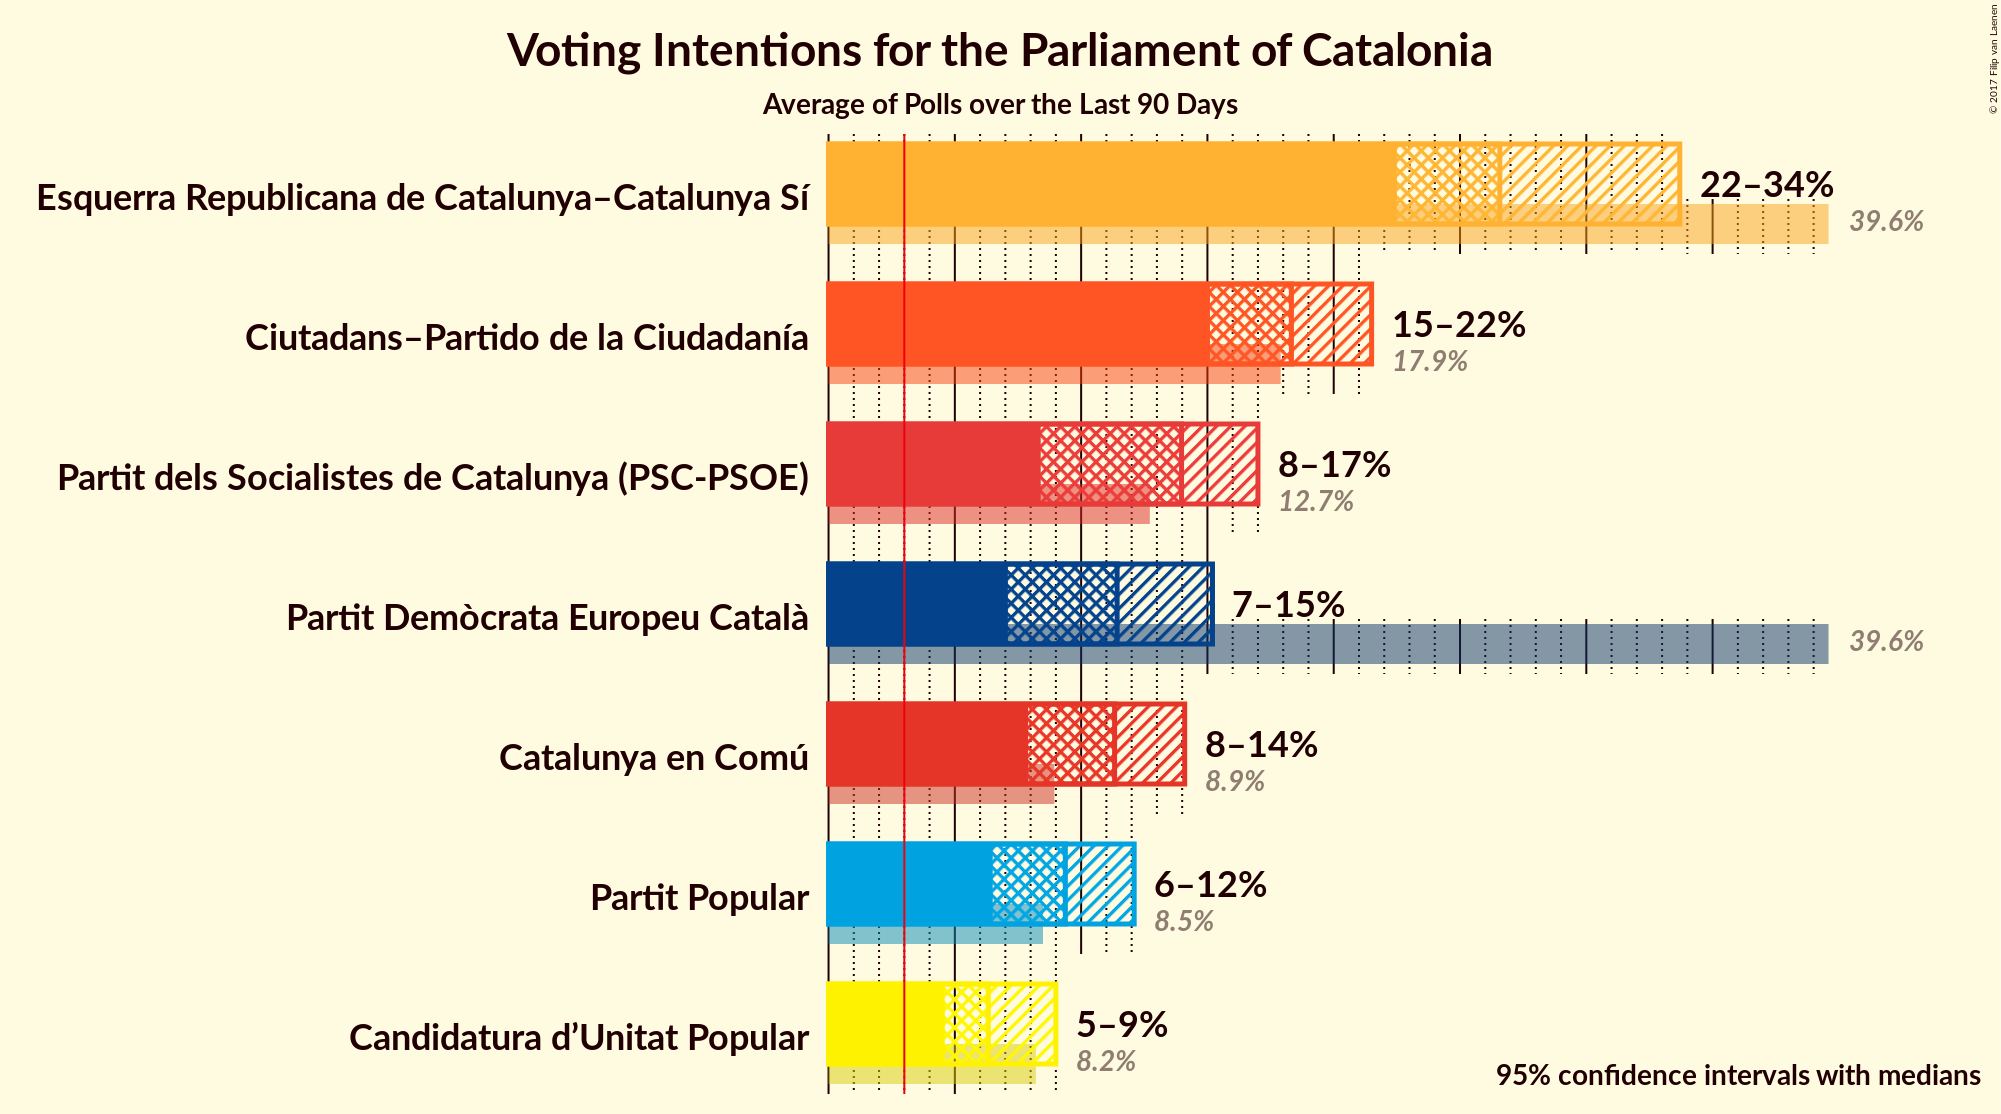 Voting Intentions for the Parliament of Catalonia
Average of Polls over the Last 90 Days
© 2017 Filip van Laenen
Esquerra Republicana de Catalunya–Catalunya Sí
22–34%
39.6%
Ciutadans–Partido de la Ciudadanía
15–22%
17.9%
Partit dels Socialistes de Catalunya (PSC-PSOE)
8–17%
12.7%
Partit Demòcrata Europeu Català
7–15%
39.6%
Catalunya en Comú
8–14%
8.9%
Partit Popular
6–12%
8.5%
Candidatura d’Unitat Popular
5–9%
8.2%
95% confidence intervals with medians